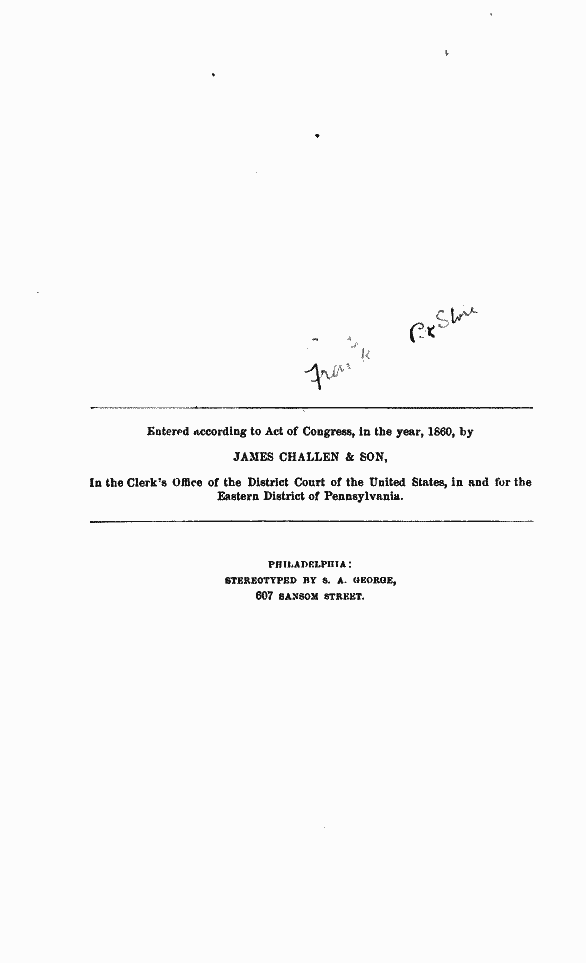 Frank
Entered according to Act of Congress, in the year, 1860, by
JAMES CHALLEN & SON,
In the Clerk's Office of the District Court of the United States, in and for the
Eastern District of Pennsylvania.
PHILADELPHIA:
STEREOTYPED BY S. A. GEORGE,
607 SANSOM STREET.